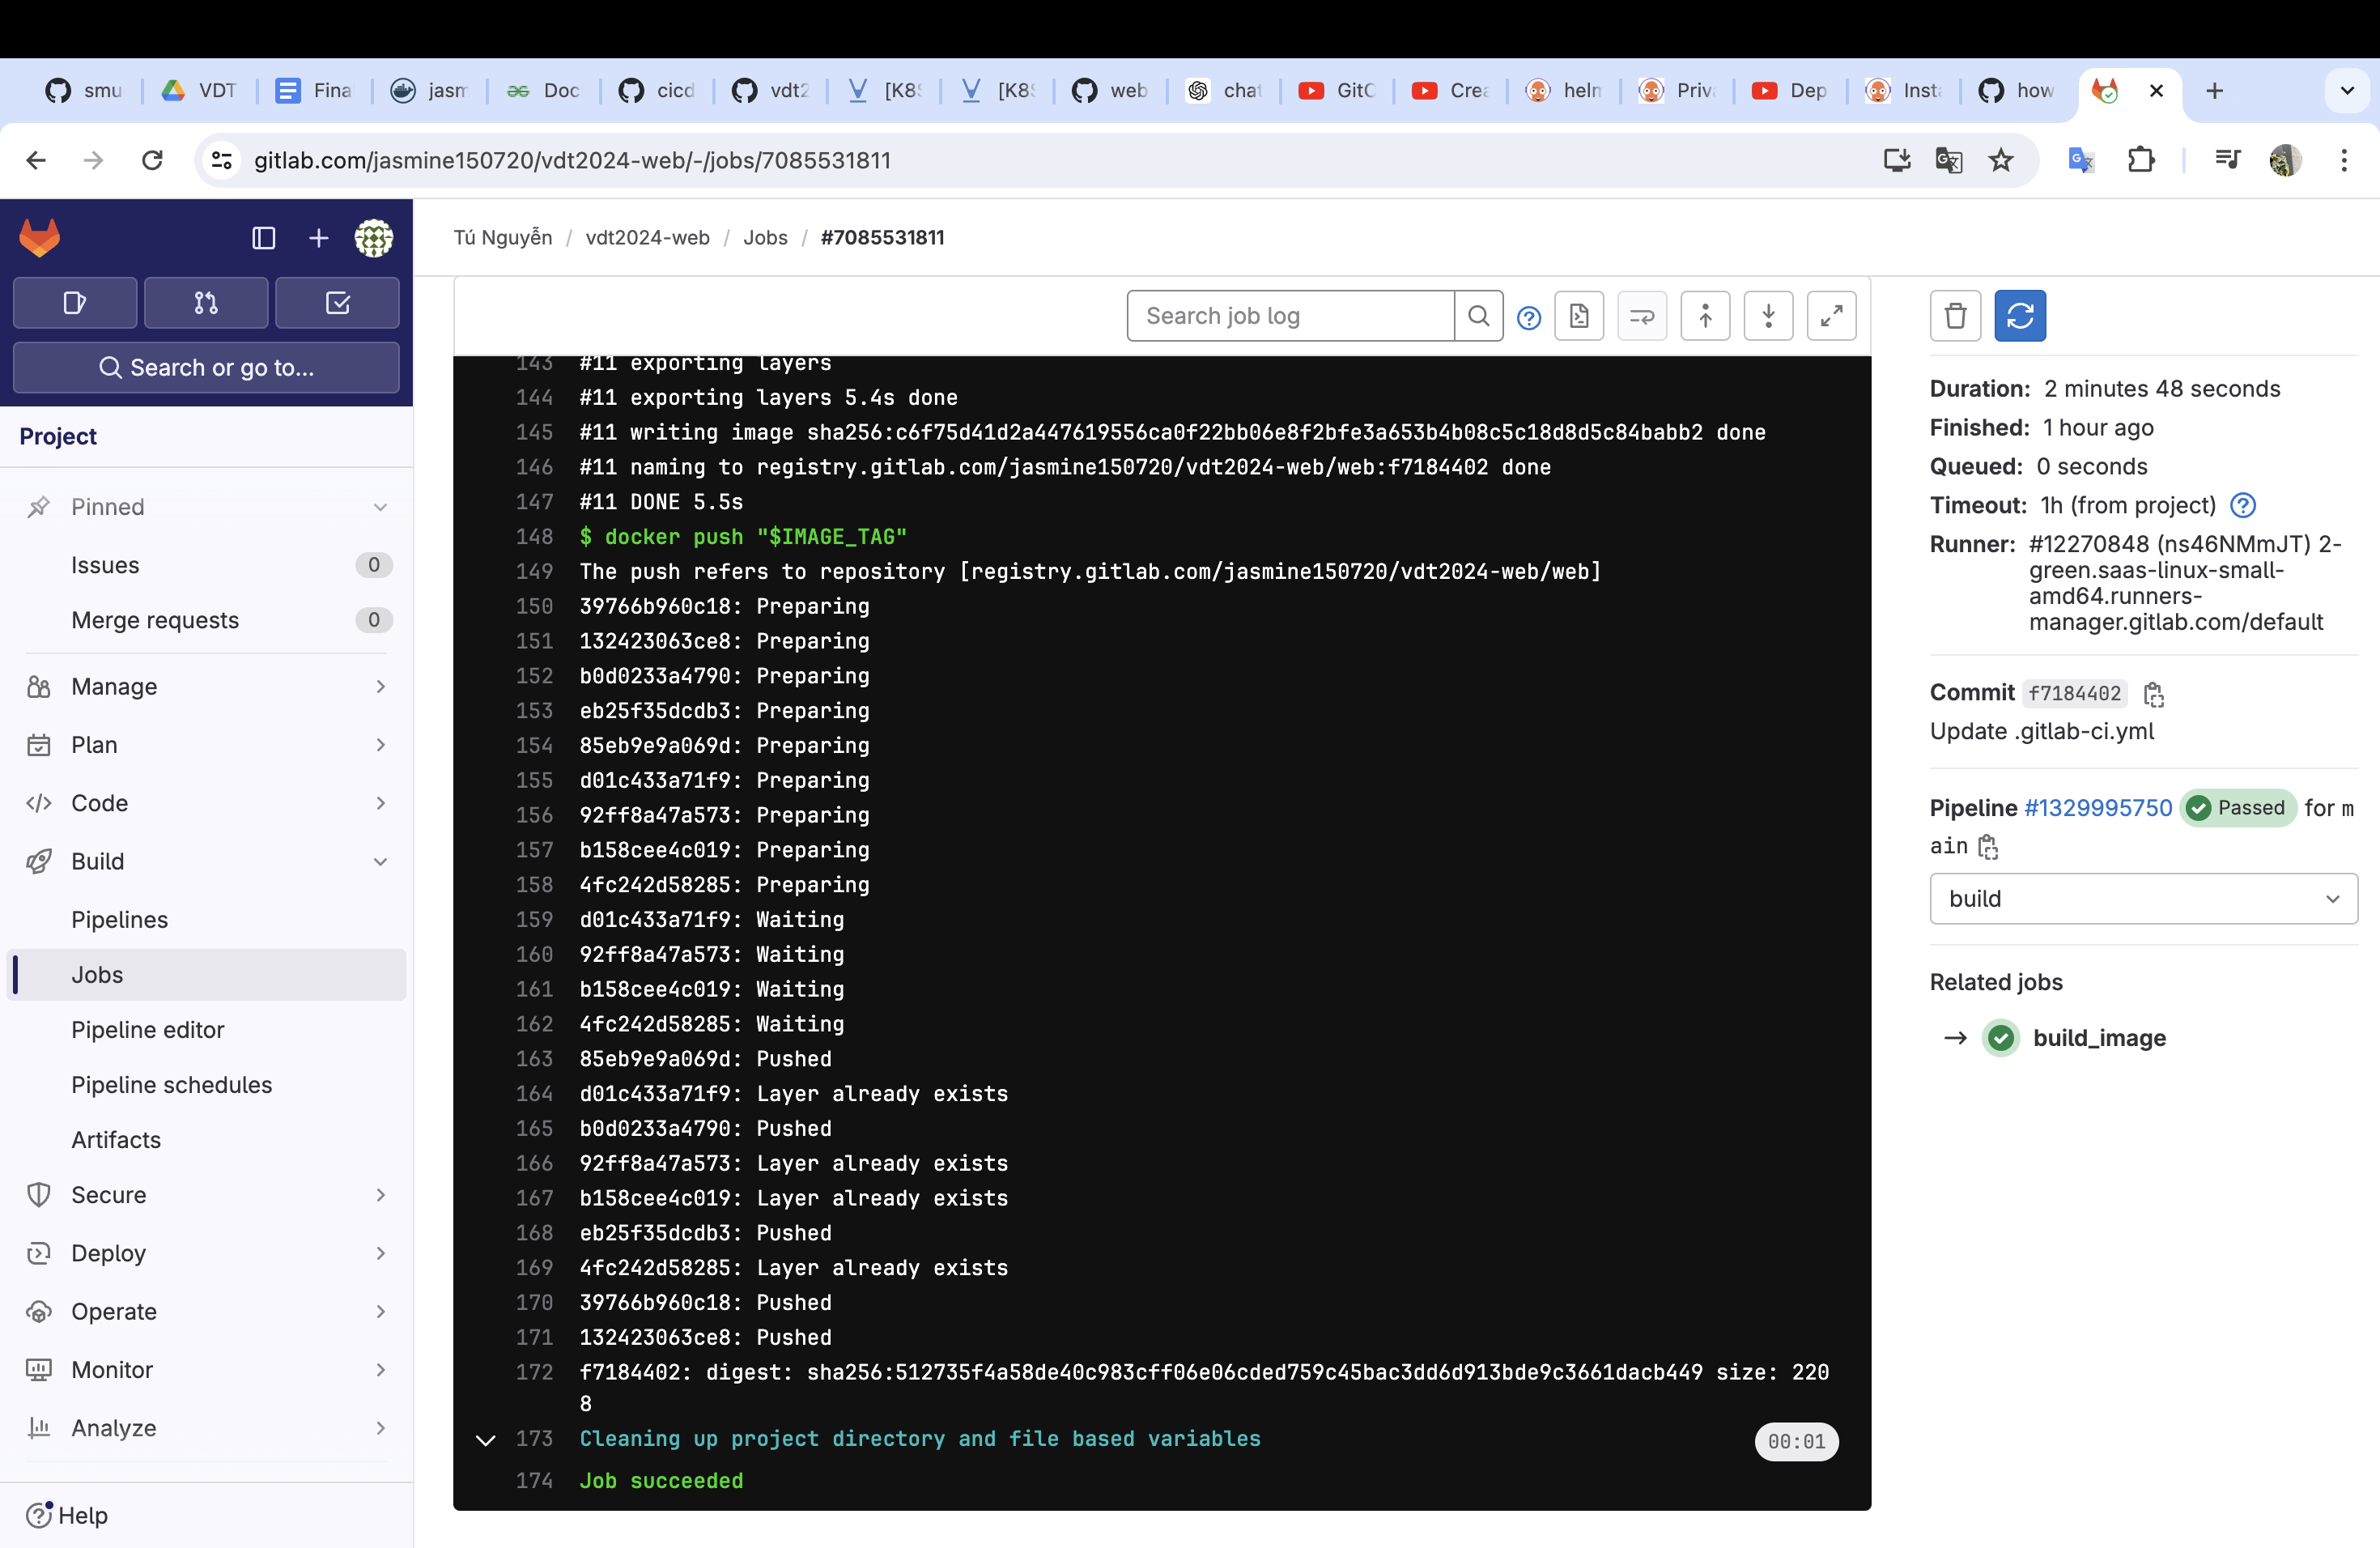 smu
VDT
Fina
jasm
Doc
cicd
vdt2
[K8S
[K8S
web
chat
GitO
Crea
helm
Priva
Dep
Insta
how
gitlab.com/jasmine150720/vdt2024-web/-/jobs/7085531811
Search or go to...
Project
Pinned
Issues 0
Merge requests 0
Manage
Plan
Code
Build
Pipelines
Jobs
Pipeline editor
Pipeline schedules
Artifacts
Secure
Deploy
Operate
Monitor
Analyze
Help
Tú Nguyễn / vdt2024-web / Jobs / #7085531811
Search job log
143 #11 exporting layers
144 #11 exporting layers 5.4s done
145 #11 writing image sha256:c6f75d41d2a447619556ca0f22bb06e8f2bfe3a653b4b08c5c18d8d5c84babb2 done
146 #11 naming to registry.gitlab.com/jasmine150720/vdt2024-web/web:f7184402 done
147 #11 DONE 5.5s
148 $ docker push "$IMAGE_TAG"
149 The push refers to repository [registry.gitlab.com/jasmine150720/vdt2024-web/web]
150 39766b960c18: Preparing
151 132423063ce8: Preparing
152 b0d0233a4790: Preparing
153 eb25f35dcdb3: Preparing
154 85eb9e9a069d: Preparing
155 d01c433a71f9: Preparing
156 92ff8a47a573: Preparing
157 b158cee4c019: Preparing
158 4fc242d58285: Preparing
159 d01c433a71f9: Waiting
160 92ff8a47a573: Waiting
161 b158cee4c019: Waiting
162 4fc242d58285: Waiting
163 85eb9e9a069d: Pushed
164 d01c433a71f9: Layer already exists
165 b0d0233a4790: Pushed
166 92ff8a47a573: Layer already exists
167 b158cee4c019: Layer already exists
168 eb25f35dcdb3: Pushed
169 4fc242d58285: Layer already exists
170 39766b960c18: Pushed
171 132423063ce8: Pushed
172 f7184402: digest: sha256:512735f4a58de40c983cff06e06cded759c45bac3dd6d913bde9c3661dacb449 size: 220
8
173 Cleaning up project directory and file based variables 00:01
174 Job succeeded
Duration: 2 minutes 48 seconds
Finished: 1 hour ago
Queued: 0 seconds
Timeout: 1h (from project)
Runner: #12270848 (ns46NMmJT) 2-
green.saas-linux-small-
amd64.runners-
manager.gitlab.com/default
Commit f7184402
Update .gitlab-ci.yml
Pipeline #1329995750 Passed for m
ain
build
Related jobs
build_image